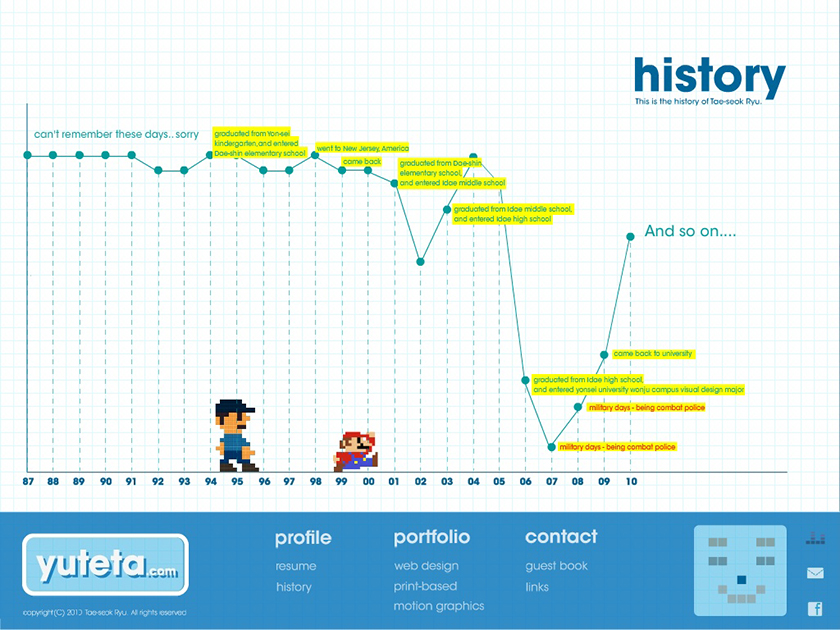 history
This is the history of Tae-seok Ryu.
can't remember these days..sorry
graduated from Yon-sei
kindergarten,and entered
Dae-shin elementary school
went to New Jersey, America
came back
graduated from Dae-shin
elementary school,
and entered Idae middle school
graduated from Idae middle school,
and entered Idae high school
And so on....
came back to university
graduated from Idae high school,
and entered yonsei university wonju campus visual design major
military days - being combat police
military days - being combat police
87 88 89 90 91 92 93 94 95 96 97 98 99 00 01 02 03 04 05 06 07 08 09 10
yuteta.com
copyright(C) 2010 Tae-seok Ryu. All rights reserved
profile
resume
history
portfolio
web design
print-based
motion graphics
contact
guest book
links
f